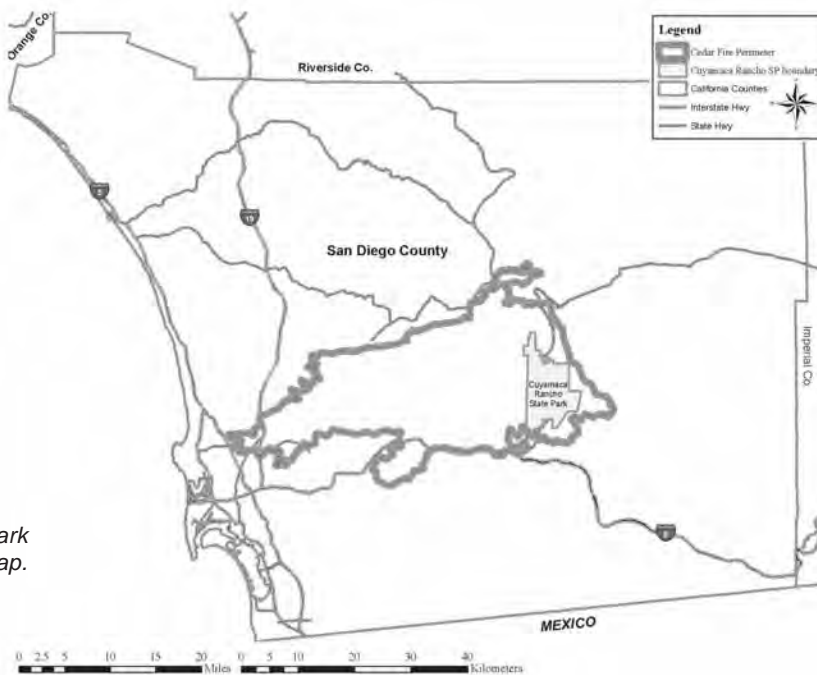 Orange Co.
Riverside Co.
Legend
Cedar Fire Perimeter
Cuyamaca Rancho SP boundary
California Counties
Interstate Hwy
State Hwy
5
15
San Diego County
Imperial Co.
Cuyamaca
Rancho
State Park
8
ark
ap.
MEXICO
0 2.5 5 10 15 20
Miles
0 5 10 20 30 40
Kilometers